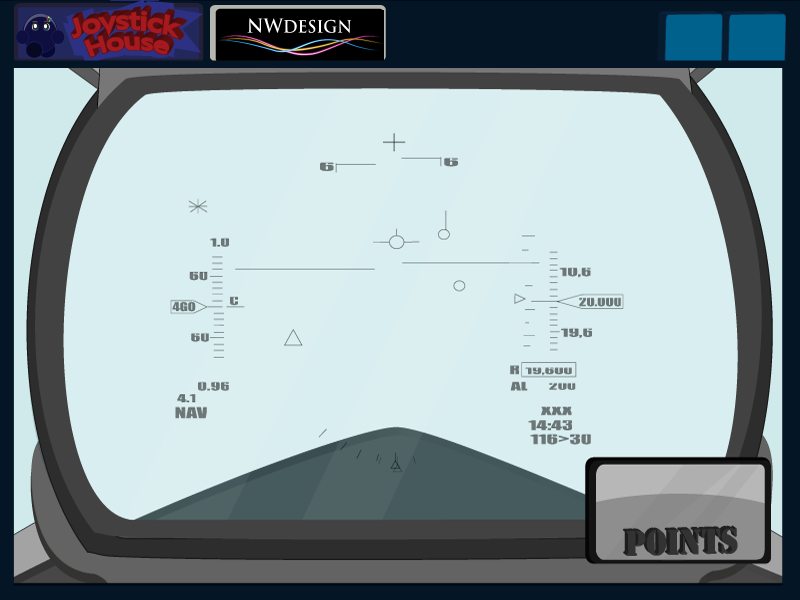 Joystick
House
NWDESIGN
6 6
1.0
60
10,6
4G0
C
20.000
60
19,6
R 19,600
0.96
AL 200
4.1
NAV
XXX
14:43
116>30
POINTS